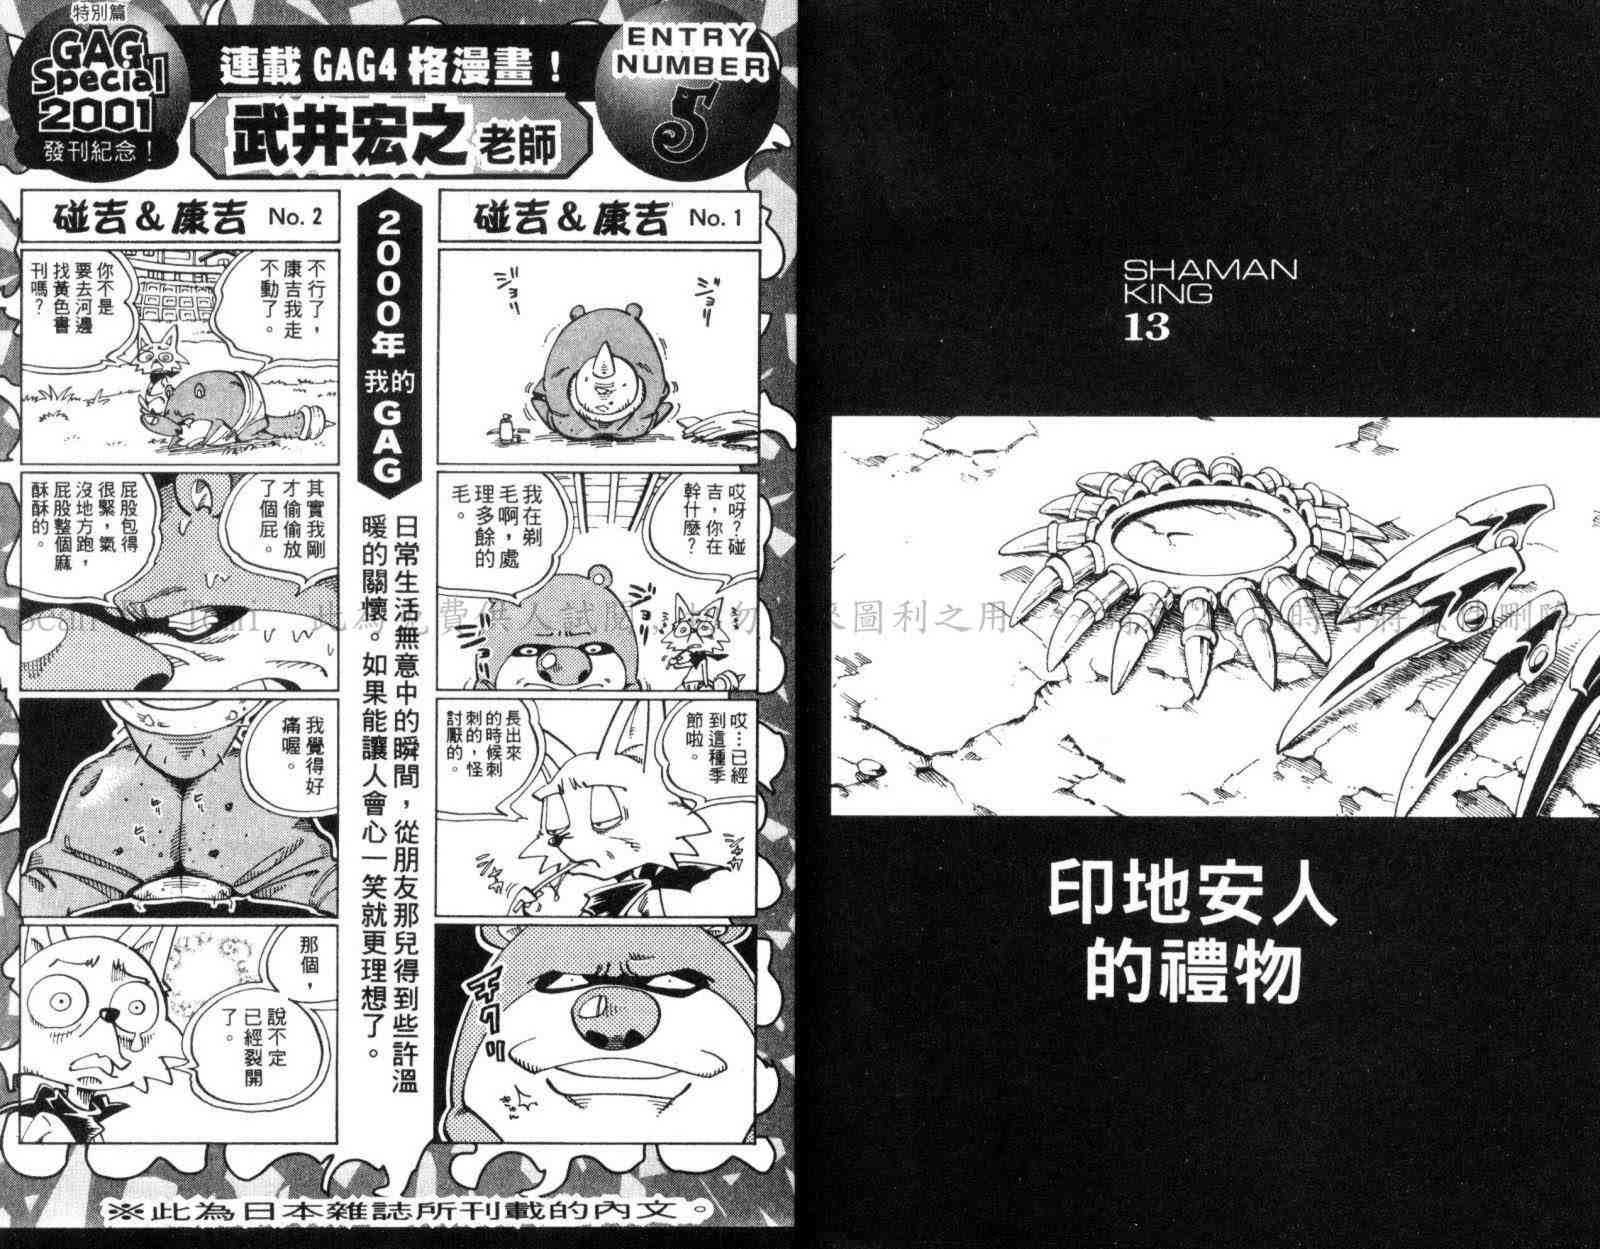 SHAMAN
KING
13
印地安人
的禮物
特別篇
GAG
Special
2001
發刊紀念！
連載GAG4格漫畫！
武井宏之老師
ENTRY
NUMBER
5
碰吉&康吉 No.1
ジョリ
ジョリ
哎呀？碰
吉，你在
幹什麼？
我在剃
毛啊，處
理多餘的
毛。
哎…已經
到這種季
節啦。
長出來
的時候刺
刺的，怪
討厭的。
2000年 我的GAG
日常生活無意中的瞬間，從朋友那兒得到些許溫
暖的關懷。如果能讓人會心一笑就更理想了。
碰吉&康吉 No.2
不行了，
康吉我走
不動了。
你不是
要去河邊
找黃色書
刊嗎？
其實我剛
才偷偷放
了個屁。
屁股包得
很緊，氣
沒地方跑，
屁股整個麻
酥酥的。
我覺得好
痛喔。
那個，
說不定
已經裂開
了。
※此為日本雜誌所刊載的內文。